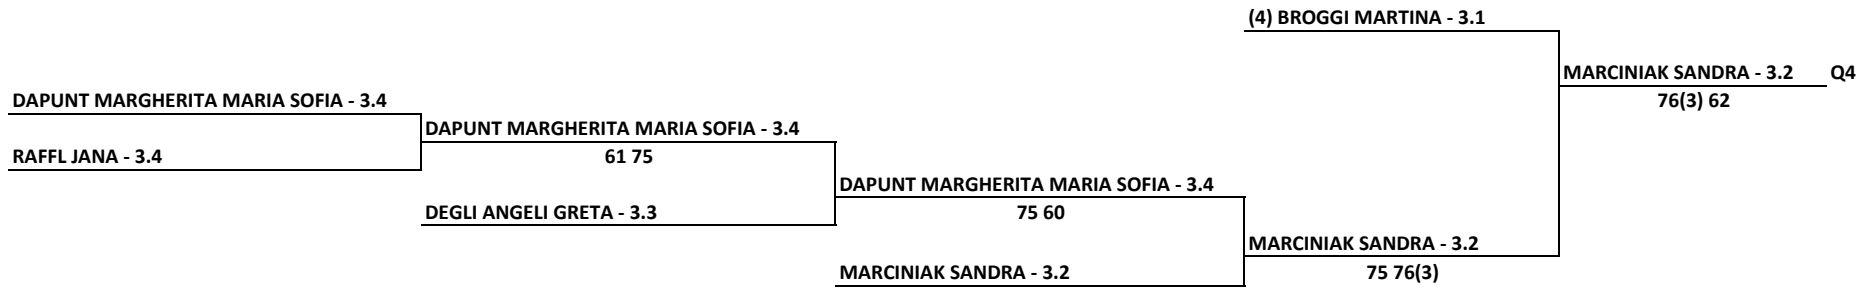 (4) BROGGI MARTINA - 3.1
MARCINIAK SANDRA - 3.2 Q4
76(3) 62
DAPUNT MARGHERITA MARIA SOFIA - 3.4
DAPUNT MARGHERITA MARIA SOFIA - 3.4
61 75
RAFFL JANA - 3.4
DAPUNT MARGHERITA MARIA SOFIA - 3.4
75 60
DEGLI ANGELI GRETA - 3.3
MARCINIAK SANDRA - 3.2
75 76(3)
MARCINIAK SANDRA - 3.2